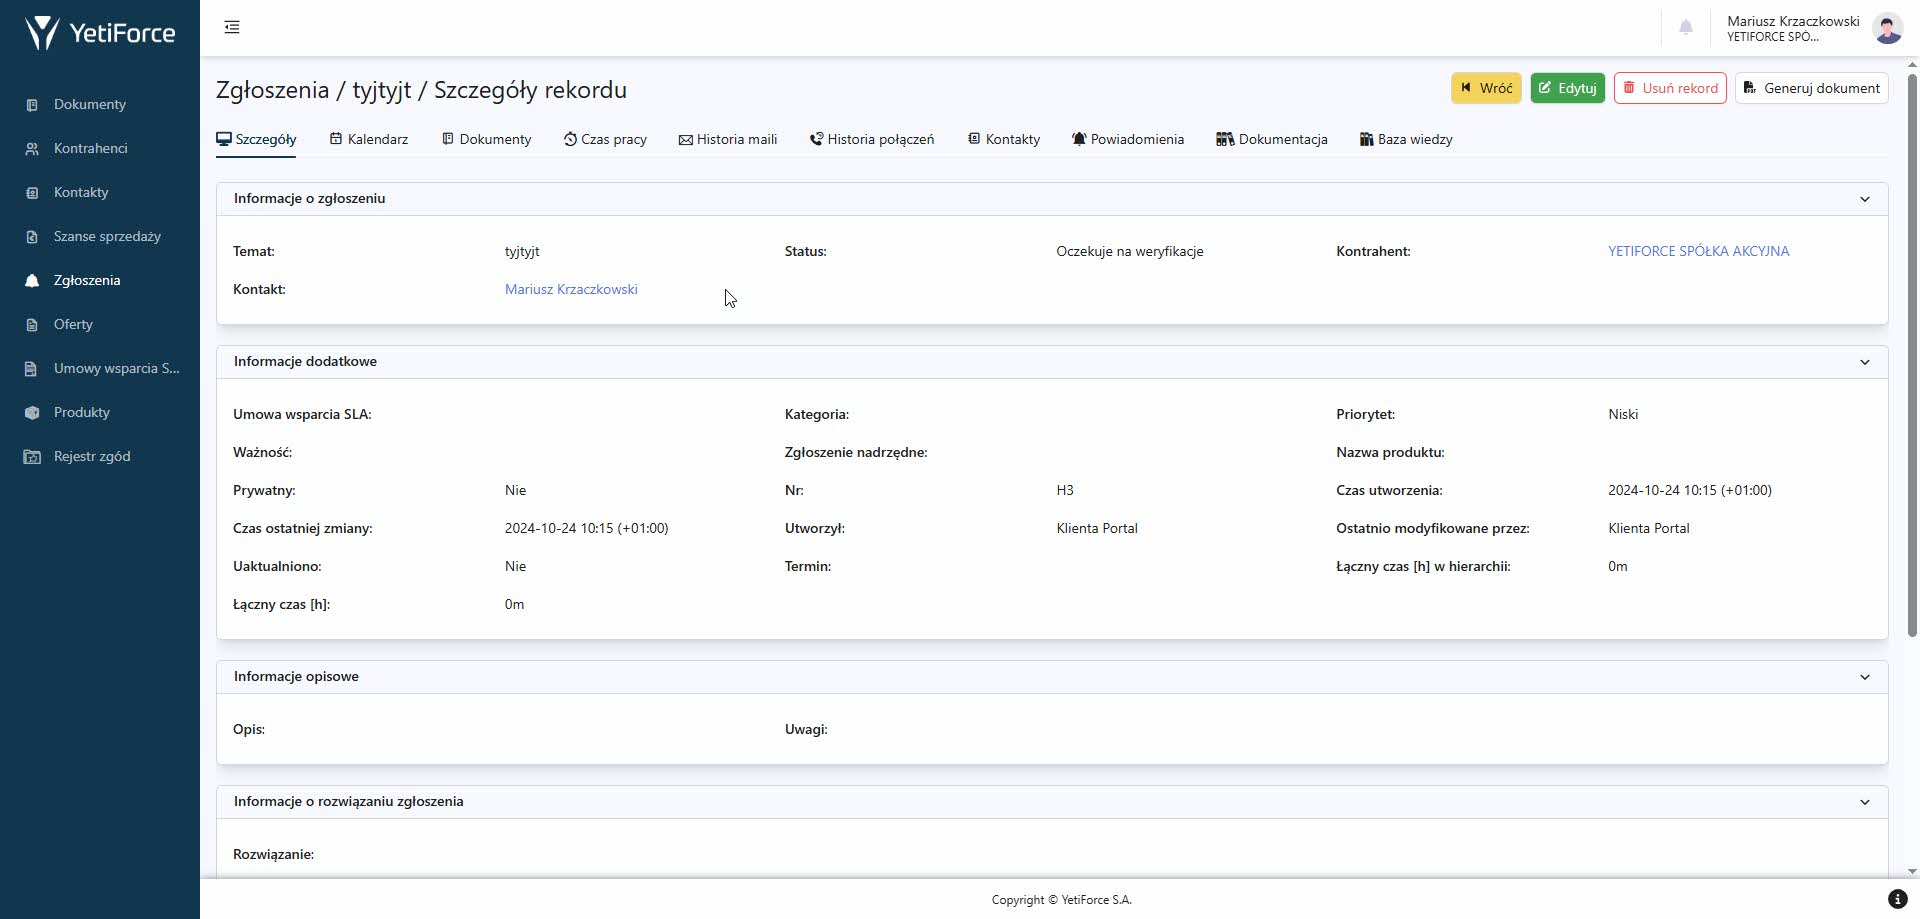 YetiForce
Mariusz Krzaczkowski
YETIFORCE SPÓ...
Dokumenty
Kontrahenci
Kontakty
Szanse sprzedaży
Zgłoszenia
Oferty
Umowy wsparcia S...
Produkty
Rejestr zgód
Zgłoszenia / tyjtyjt / Szczegóły rekordu
Wróć
Edytuj
Usuń rekord
Generuj dokument
Szczegóły
Kalendarz
Dokumenty
Czas pracy
Historia maili
Historia połączeń
Kontakty
Powiadomienia
Dokumentacja
Baza wiedzy
Informacje o zgłoszeniu
Temat: tyjtyjt Status: Oczekuje na weryfikacje Kontrahent: YETIFORCE SPÓŁKA AKCYJNA
Kontakt: Mariusz Krzaczkowski
Informacje dodatkowe
Umowa wsparcia SLA: Kategoria: Priorytet: Niski
Ważność: Zgłoszenie nadrzędne: Nazwa produktu:
Prywatny: Nie Nr: H3 Czas utworzenia: 2024-10-24 10:15 (+01:00)
Czas ostatniej zmiany: 2024-10-24 10:15 (+01:00) Utworzył: Klienta Portal Ostatnio modyfikowane przez: Klienta Portal
Uaktualniono: Nie Termin: Łączny czas [h] w hierarchii: 0m
Łączny czas [h]: 0m
Informacje opisowe
Opis: Uwagi:
Informacje o rozwiązaniu zgłoszenia
Rozwiązanie:
Copyright © YetiForce S.A.